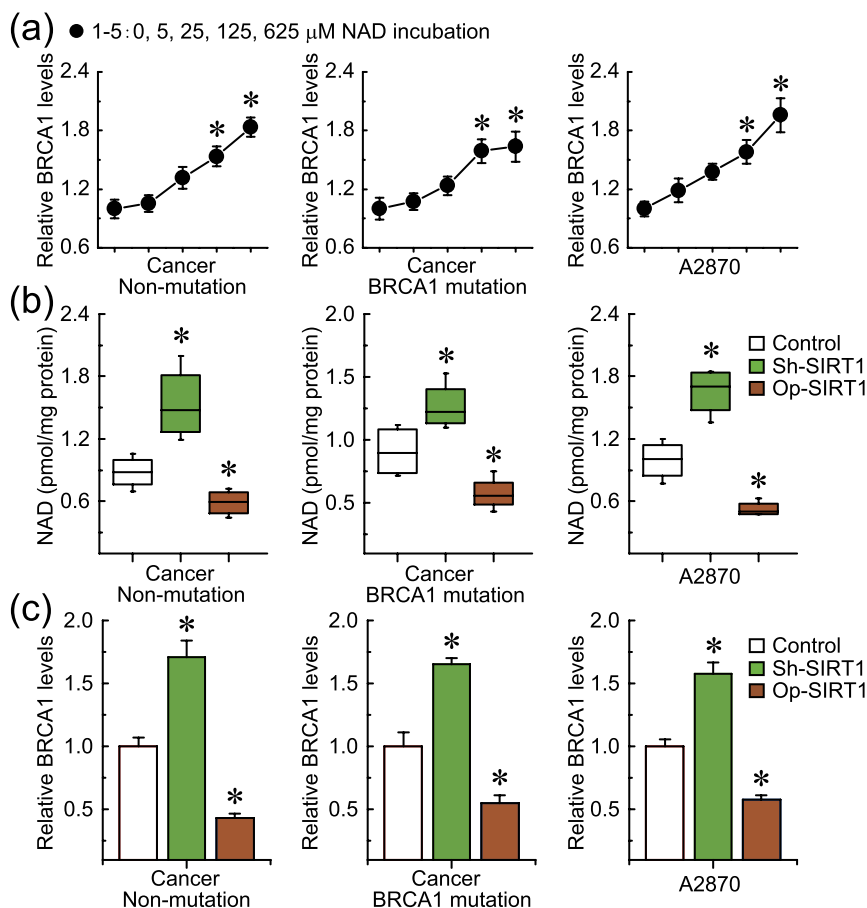 (a) ● 1-5: 0, 5, 25, 125, 625 μM NAD incubation
Relative BRCA1 levels
2.4
1.8
1.2
0.6
* *
Cancer
Non-mutation
Relative BRCA1 levels
2.4
1.8
1.2
0.6
* *
Cancer
BRCA1 mutation
Relative BRCA1 levels
2.4
1.8
1.2
0.6
* *
A2870
(b)
NAD (pmol/mg protein)
2.4
1.8
1.2
0.6
* *
Cancer
Non-mutation
NAD (pmol/mg protein)
2.0
1.5
1.0
0.5
* *
Cancer
BRCA1 mutation
NAD (pmol/mg protein)
2.4
1.8
1.2
0.6
* *
A2870
Control
Sh-SIRT1
Op-SIRT1
(c)
Relative BRCA1 levels
2.0
1.5
1.0
0.5
* *
Cancer
Non-mutation
Relative BRCA1 levels
2.0
1.5
1.0
0.5
* *
Cancer
BRCA1 mutation
Relative BRCA1 levels
2.0
1.5
1.0
0.5
* *
A2870
Control
Sh-SIRT1
Op-SIRT1